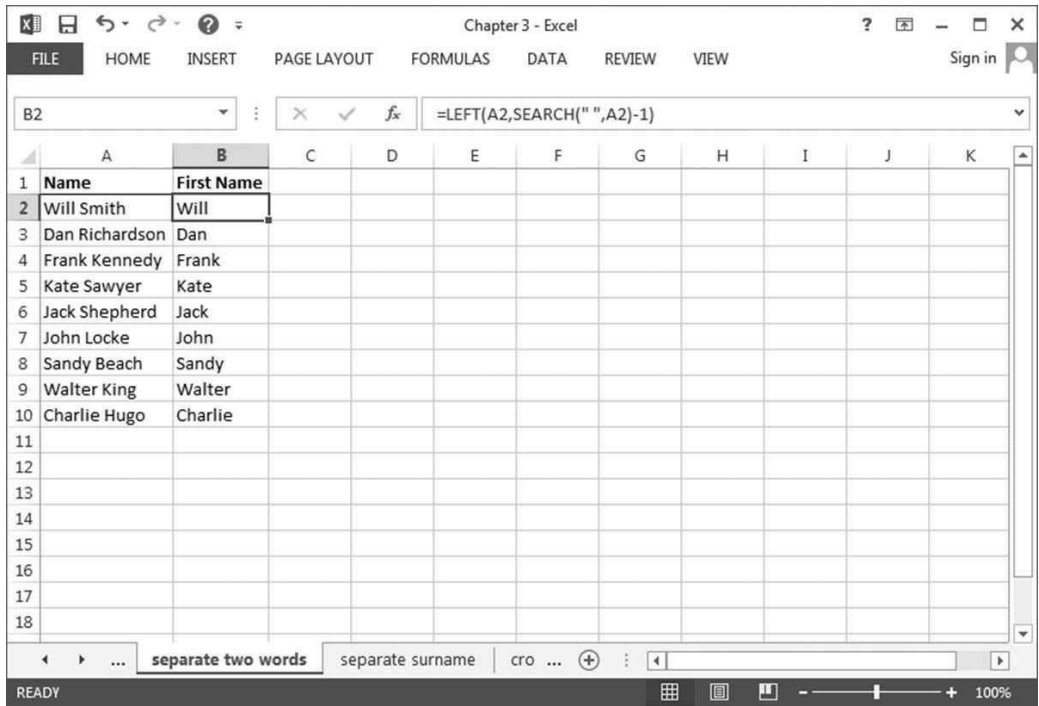 Chapter 3 - Excel
?
FILE HOME INSERT PAGE LAYOUT FORMULAS DATA REVIEW VIEW Sign in
B2 fx =LEFT(A2,SEARCH(" ",A2)-1)
A B C D E F G H I J K
1 Name First Name
2 Will Smith Will
3 Dan Richardson Dan
4 Frank Kennedy Frank
5 Kate Sawyer Kate
6 Jack Shepherd Jack
7 John Locke John
8 Sandy Beach Sandy
9 Walter King Walter
10 Charlie Hugo Charlie
11
12
13
14
15
16
17
18
... separate two words separate surname cro ...
READY 100%